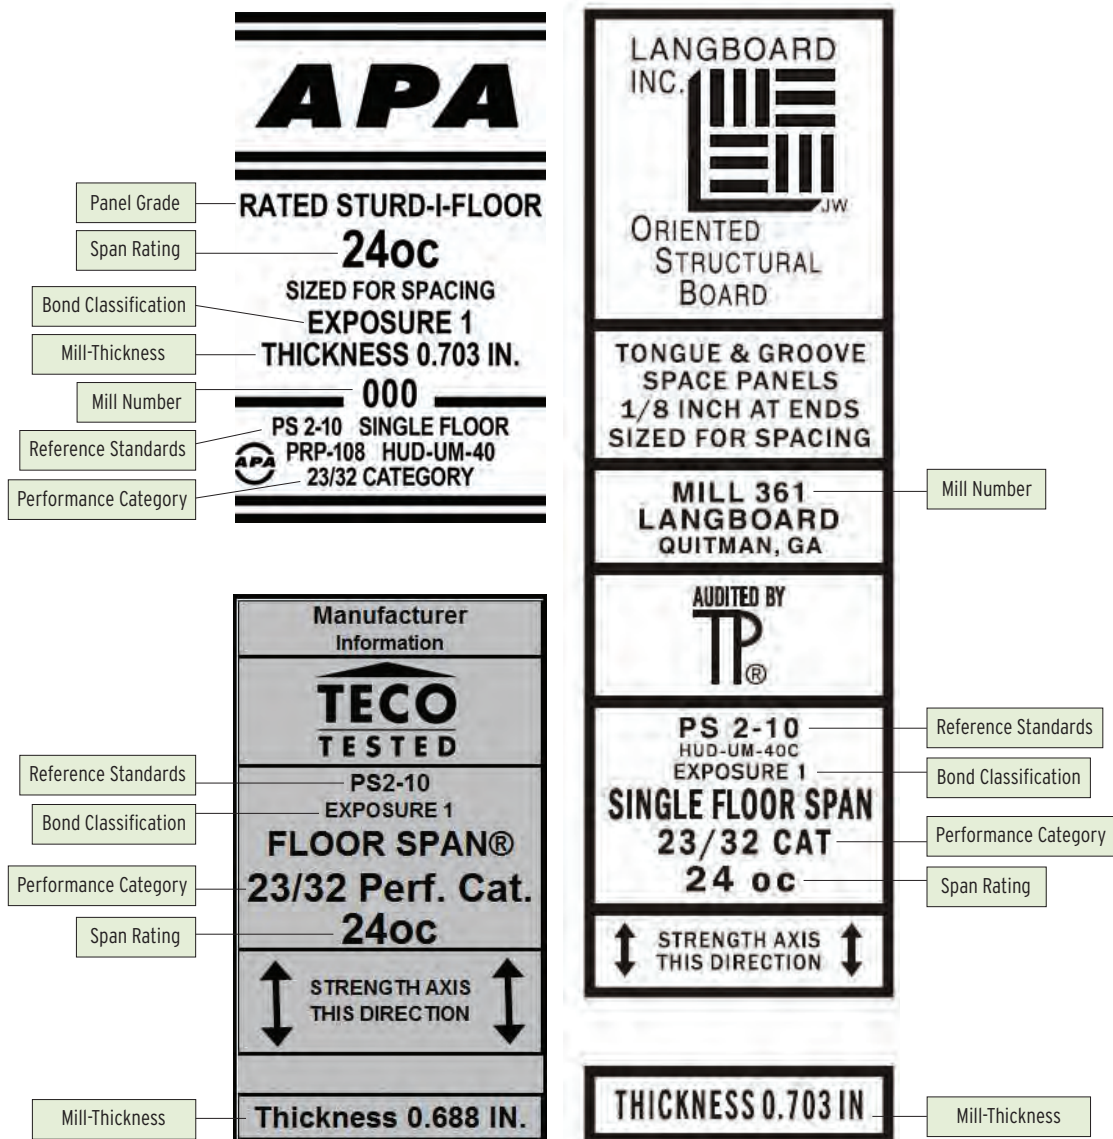 APA
Panel Grade
RATED STURD-I-FLOOR
Span Rating
24oc
SIZED FOR SPACING
Bond Classification
EXPOSURE 1
Mill-Thickness
THICKNESS 0.703 IN.
Mill Number
000
Reference Standards
PS 2-10 SINGLE FLOOR
APA PRP-108 HUD-UM-40
Performance Category
23/32 CATEGORY
Manufacturer
Information
TECO
TESTED
Reference Standards
PS2-10
Bond Classification
EXPOSURE 1
FLOOR SPAN®
Performance Category
23/32 Perf. Cat.
Span Rating
24oc
STRENGTH AXIS
THIS DIRECTION
Mill-Thickness
Thickness 0.688 IN.
LANGBOARD
INC.
JW
ORIENTED
STRUCTURAL
BOARD
TONGUE & GROOVE
SPACE PANELS
1/8 INCH AT ENDS
SIZED FOR SPACING
MILL 361
Mill Number
LANGBOARD
QUITMAN, GA
AUDITED BY
TP®
PS 2-10
Reference Standards
HUD-UM-40C
EXPOSURE 1
Bond Classification
SINGLE FLOOR SPAN
23/32 CAT
Performance Category
24 oc
Span Rating
STRENGTH AXIS
THIS DIRECTION
THICKNESS 0.703 IN
Mill-Thickness